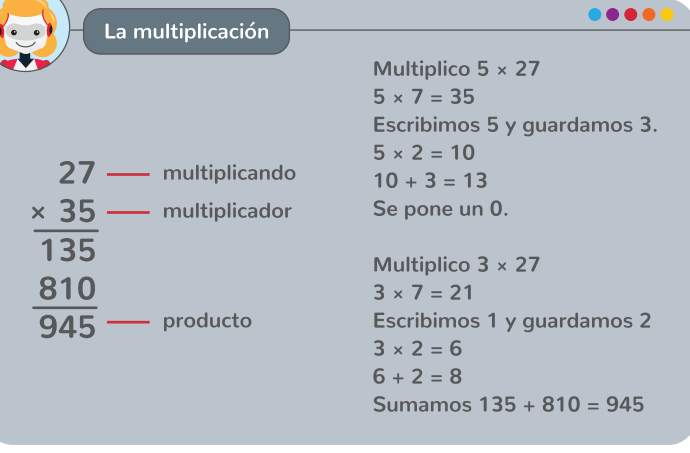 La multiplicación
27 multiplicando
× 35 multiplicador
135
810
945 producto
Multiplico 5 × 27
5 × 7 = 35
Escribimos 5 y guardamos 3.
5 × 2 = 10
10 + 3 = 13
Se pone un 0.
Multiplico 3 × 27
3 × 7 = 21
Escribimos 1 y guardamos 2
3 × 2 = 6
6 + 2 = 8
Sumamos 135 + 810 = 945